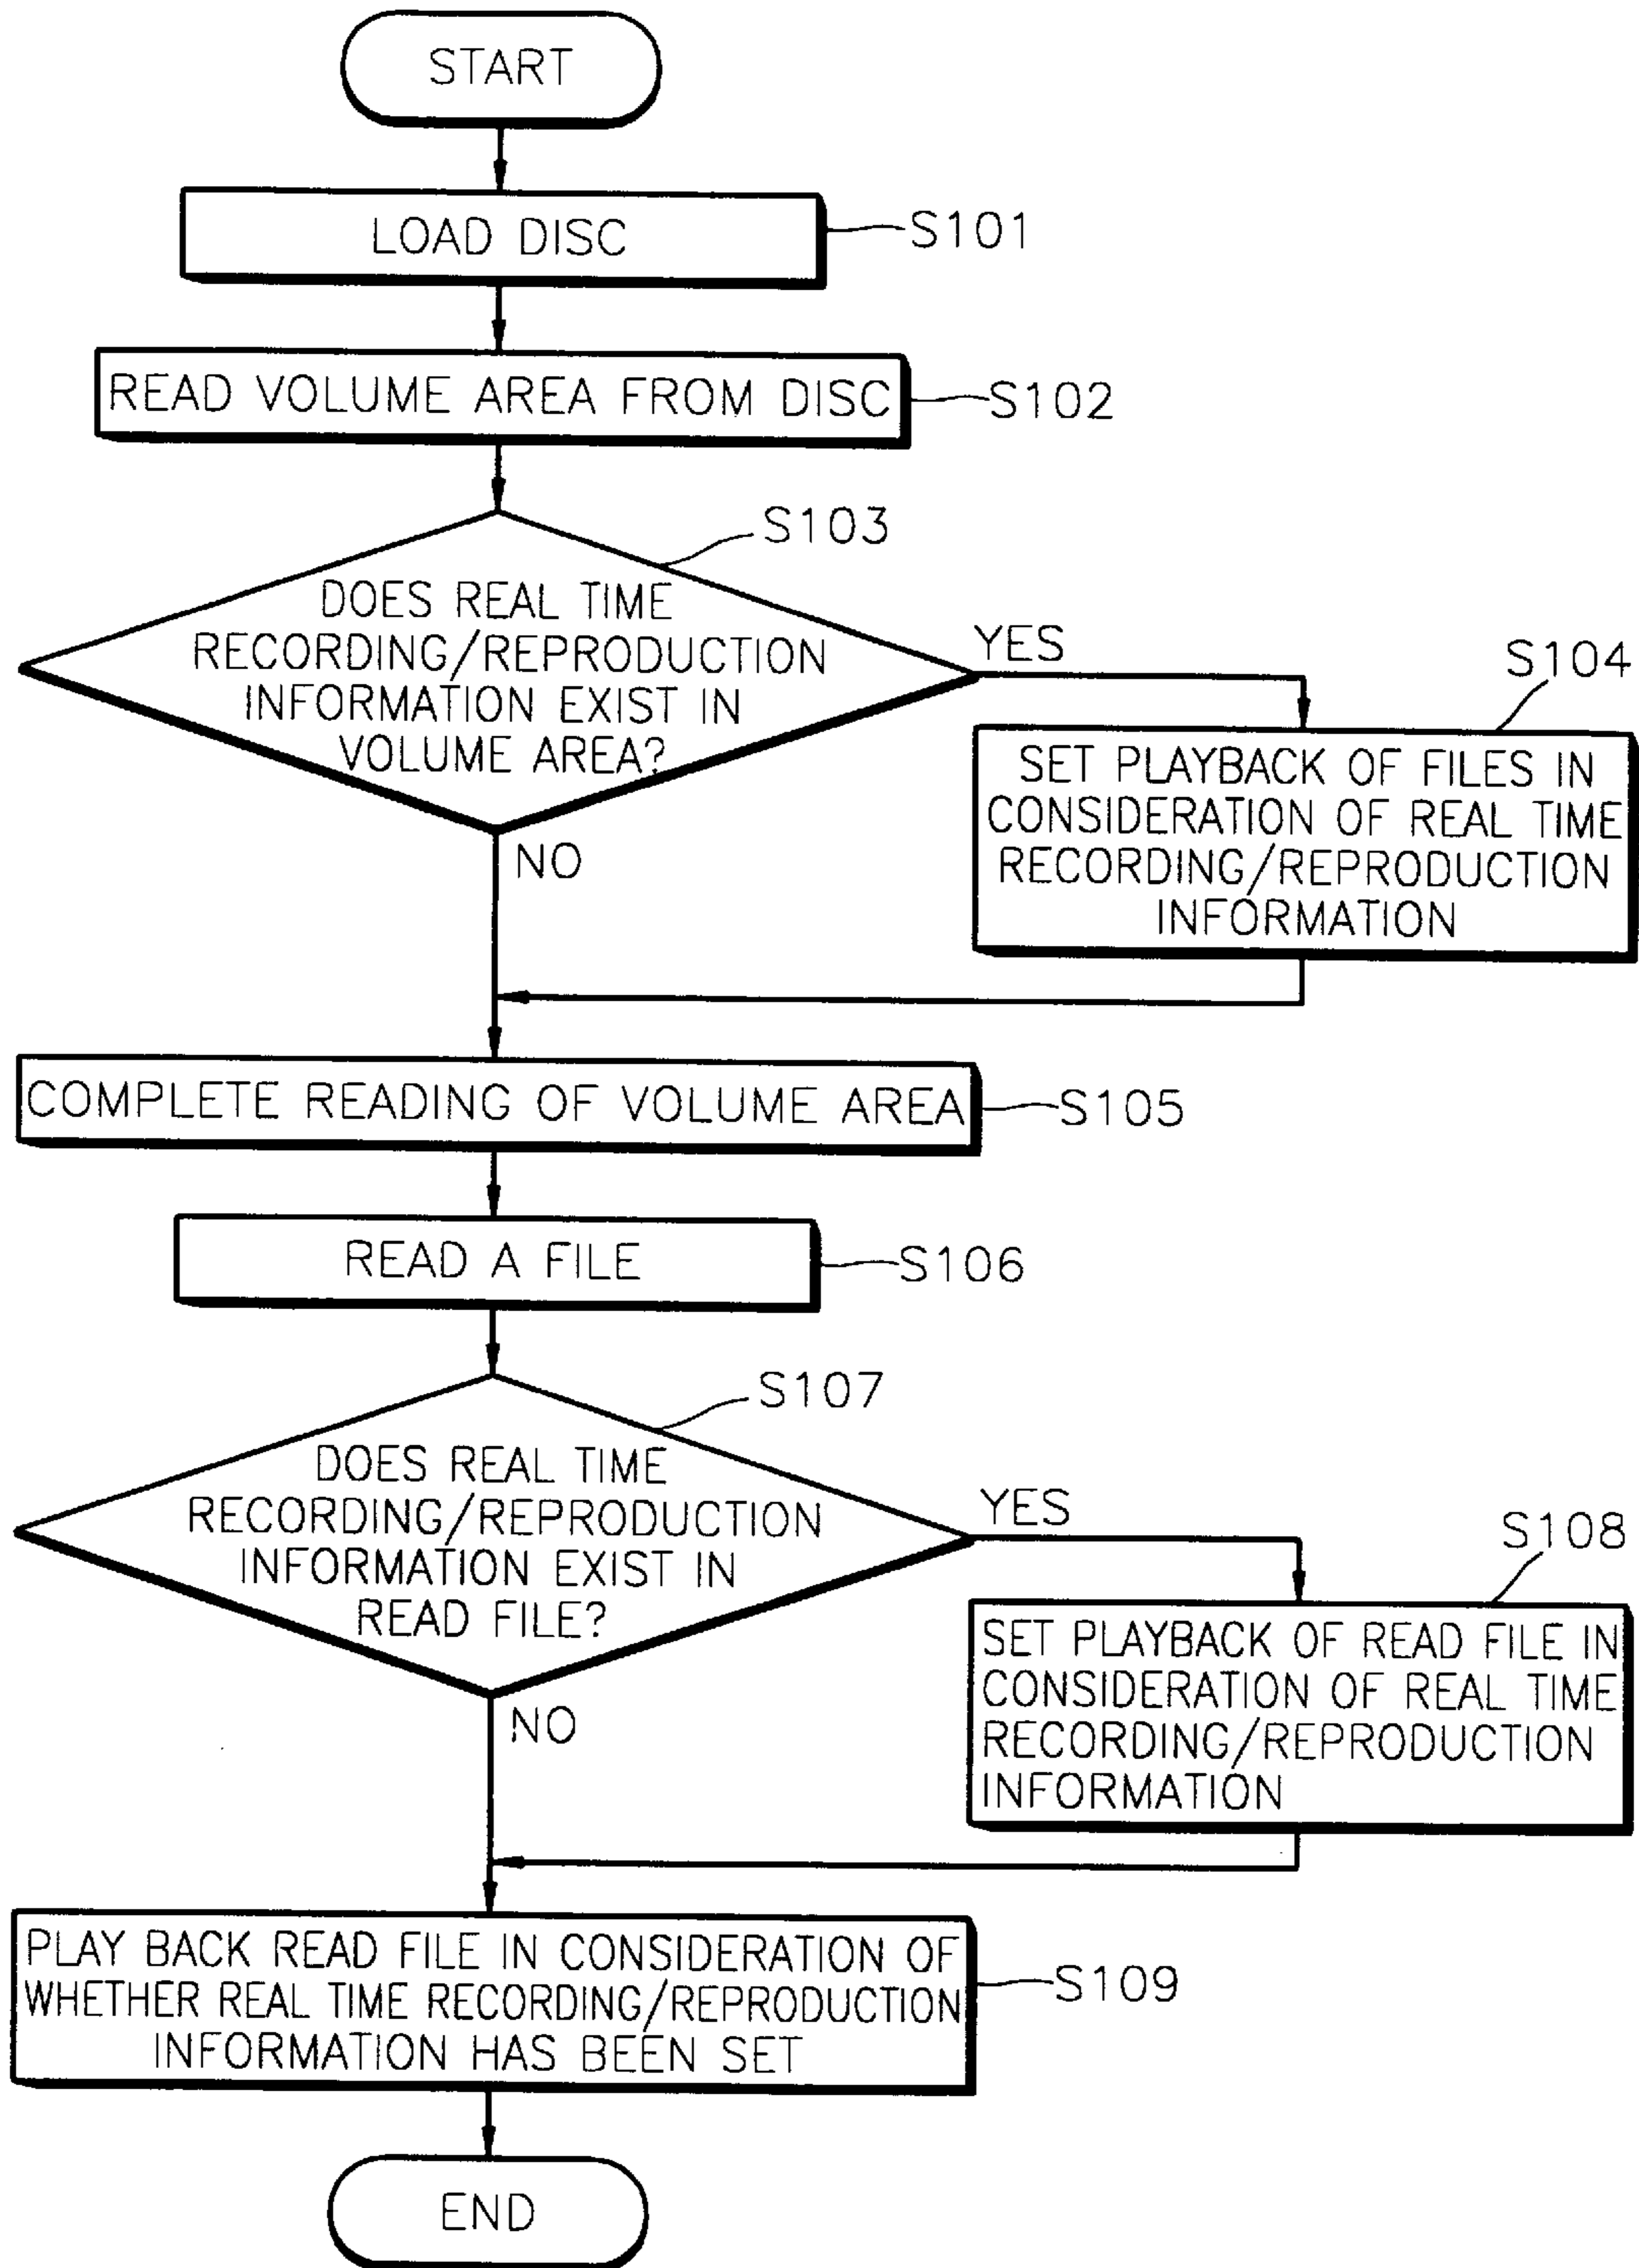 START
LOAD DISC
S101
READ VOLUME AREA FROM DISC
S102
S103
DOES REAL TIME
RECORDING/REPRODUCTION
INFORMATION EXIST IN
VOLUME AREA?
YES
NO
S104
SET PLAYBACK OF FILES IN
CONSIDERATION OF REAL TIME
RECORDING/REPRODUCTION
INFORMATION
COMPLETE READING OF VOLUME AREA
S105
READ A FILE
S106
S107
DOES REAL TIME
RECORDING/REPRODUCTION
INFORMATION EXIST IN
READ FILE?
YES
NO
S108
SET PLAYBACK OF READ FILE IN
CONSIDERATION OF REAL TIME
RECORDING/REPRODUCTION
INFORMATION
PLAY BACK READ FILE IN CONSIDERATION OF
WHETHER REAL TIME RECORDING/REPRODUCTION
INFORMATION HAS BEEN SET
S109
END